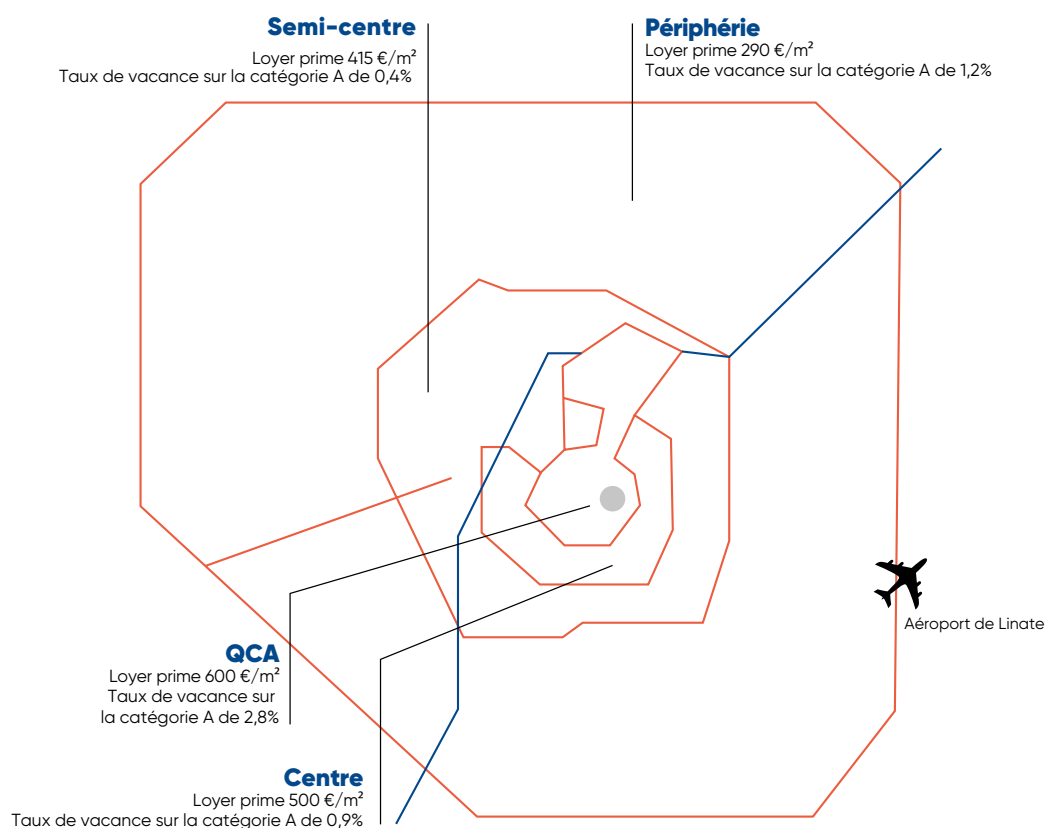 Semi-centre
Loyer prime 415 €/m²
Taux de vacance sur la catégorie A de 0,4%
Périphérie
Loyer prime 290 €/m²
Taux de vacance sur la catégorie A de 1,2%
Aéroport de Linate
QCA
Loyer prime 600 €/m²
Taux de vacance sur
la catégorie A de 2,8%
Centre
Loyer prime 500 €/m²
Taux de vacance sur la catégorie A de 0,9%